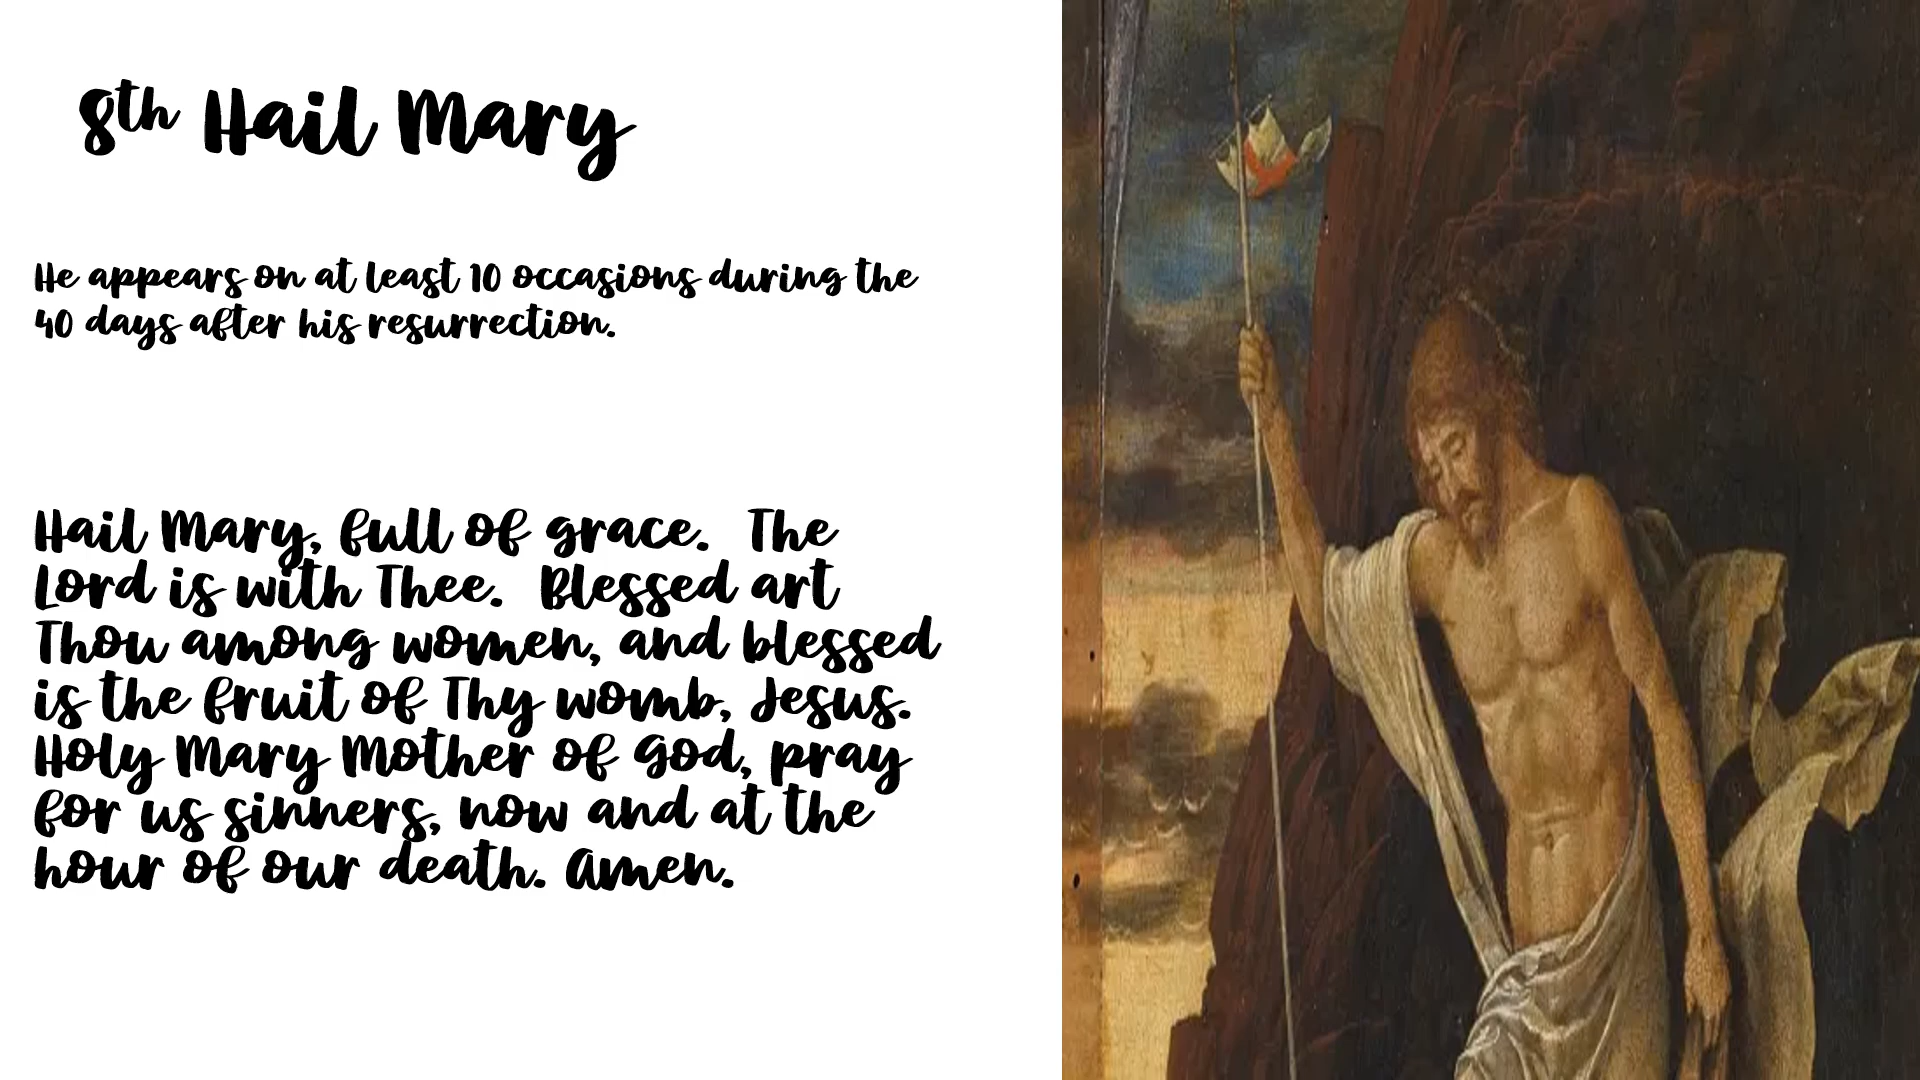 8th Hail Mary
He appears on at least 10 occasions during the
40 days after his resurrection.
Hail Mary, full of grace.  The
Lord is with Thee.  Blessed art
Thou among women, and blessed
is the fruit of Thy womb, Jesus.
Holy Mary Mother of God, pray
for us sinners, now and at the
hour of our death. Amen.